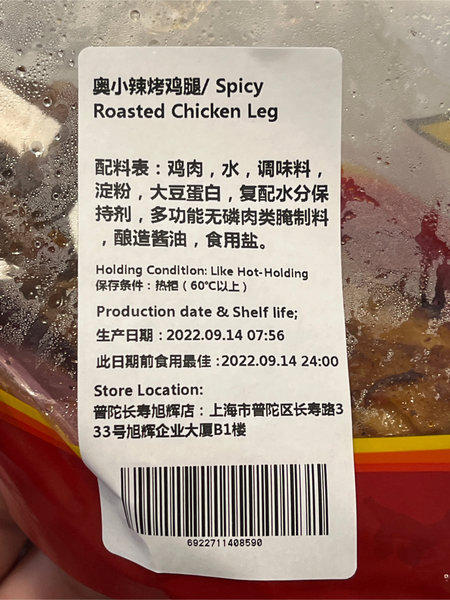 奥小辣烤鸡腿/ Spicy
Roasted Chicken Leg
配料表：鸡肉，水，调味料，
淀粉，大豆蛋白，复配水分保
持剂，多功能无磷肉类腌制料
，酿造酱油，食用盐。
Holding Condition: Like Hot-Holding
保存条件：热柜（60℃以上）
Production date & Shelf life;
生产日期：2022.09.14 07:56
此日期前食用最佳：2022.09.14 24:00
Store Location:
普陀长寿旭辉店：上海市普陀区长寿路3
33号旭辉企业大厦B1楼
6922711408590